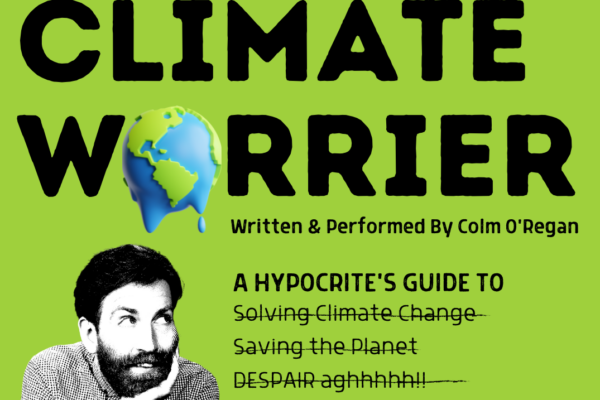 CLIMATE
WORRIER
Written & Performed By Colm O'Regan
A HYPOCRITE'S GUIDE TO
Solving Climate Change
Saving the Planet
DESPAIR aghhhhh!!